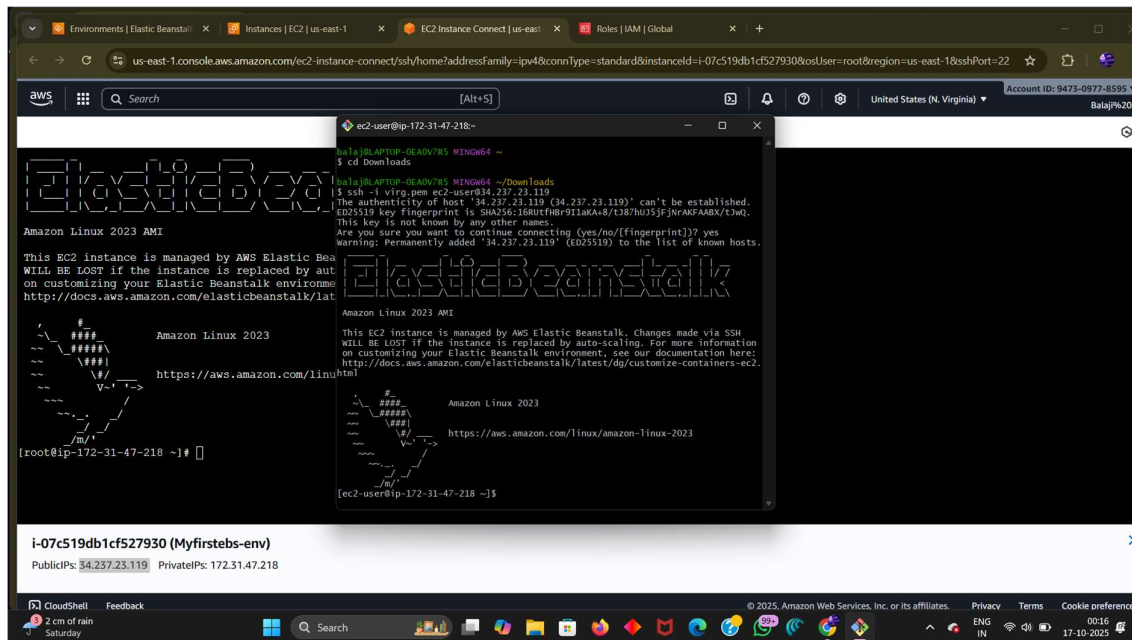 Environments | Elastic Beanstal
Instances | EC2 | us-east-1
EC2 Instance Connect | us-east-
Roles | IAM | Global
us-east-1.console.aws.amazon.com/ec2-instance-connect/ssh/home?addressFamily=ipv4&connType=standard&instanceId=i-07c519db1cf527930&osUser=root&region=us-east-1&sshPort=22
aws
Search
[Alt+S]
United States (N. Virginia)
Account ID: 9473-0977-8595
Balaji%20
ElasticBean
Amazon Linux 2023 AMI
This EC2 instance is managed by AWS Elastic Bea
WILL BE LOST if the instance is replaced by aut
on customizing your Elastic Beanstalk environme
http://docs.aws.amazon.com/elasticbeanstalk/lat
Amazon Linux 2023
https://aws.amazon.com/linu
[root@ip-172-31-47-218 ~]#
ec2-user@ip-172-31-47-218:~
balaj@LAPTOP-0EAOV7R5 MINGW64 ~
$ cd Downloads
balaj@LAPTOP-0EAOV7R5 MINGW64 ~/Downloads
$ ssh -i virg.pem ec2-user@34.237.23.119
The authenticity of host '34.237.23.119 (34.237.23.119)' can't be established.
ED25519 key fingerprint is SHA256:16RUtfHBr9I1aKA+8/tJ87hUJ5jFjNrAKFAABX/tJwQ.
This key is not known by any other names.
Are you sure you want to continue connecting (yes/no/[fingerprint])? yes
Warning: Permanently added '34.237.23.119' (ED25519) to the list of known hosts.
ElasticBeanstalk
Amazon Linux 2023 AMI
This EC2 instance is managed by AWS Elastic Beanstalk. Changes made via SSH
WILL BE LOST if the instance is replaced by auto-scaling. For more information
on customizing your Elastic Beanstalk environment, see our documentation here:
http://docs.aws.amazon.com/elasticbeanstalk/latest/dg/customize-containers-ec2.
html
Amazon Linux 2023
https://aws.amazon.com/linux/amazon-linux-2023
[ec2-user@ip-172-31-47-218 ~]$
i-07c519db1cf527930 (Myfirstebs-env)
PublicIPs: 34.237.23.119 PrivateIPs: 172.31.47.218
CloudShell Feedback
© 2025, Amazon Web Services, Inc. or its affiliates. Privacy Terms Cookie preference
3
2 cm of rain
Saturday
Search
99+
ENG
IN
00:16
17-10-2025